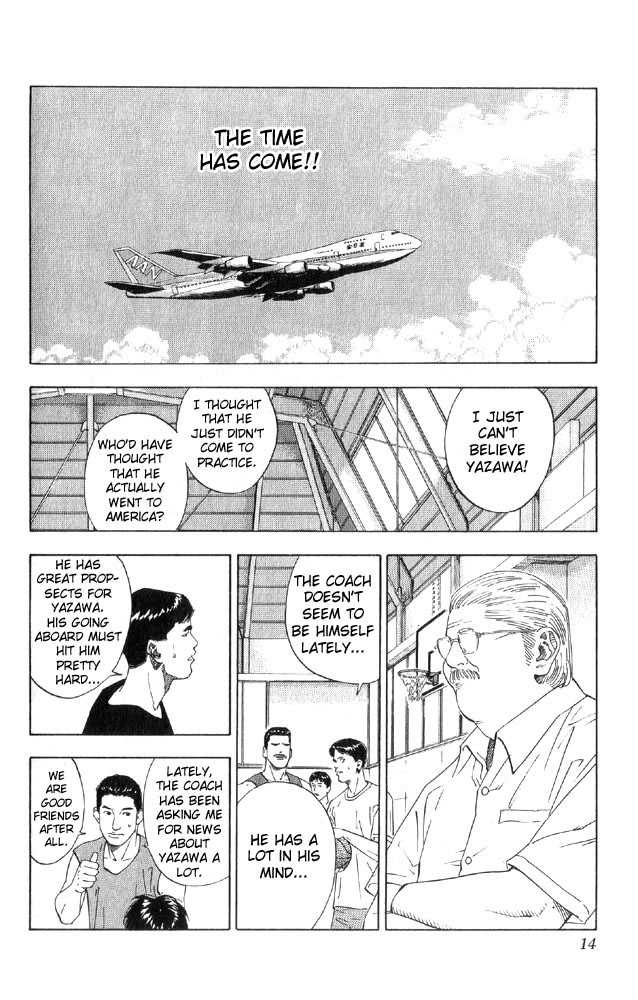 THE TIME
HAS COME!!
I JUST
CAN'T
BELIEVE
YAZAWA!
I THOUGHT
THAT HE
JUST DIDN'T
COME TO
PRACTICE.
WHO'D HAVE
THOUGHT
THAT HE
ACTUALLY
WENT TO
AMERICA?
THE COACH
DOESN'T
SEEM TO
BE HIMSELF
LATELY...
HE HAS A
LOT IN HIS
MIND...
HE HAS
GREAT PROP-
SECTS FOR
YAZAWA.
HIS GOING
ABOARD MUST
HIT HIM
PRETTY
HARD...
LATELY,
THE COACH
HAS BEEN
ASKING ME
FOR NEWS
ABOUT
YAZAWA A
LOT.
WE
ARE
GOOD
FRIENDS
AFTER
ALL.
14